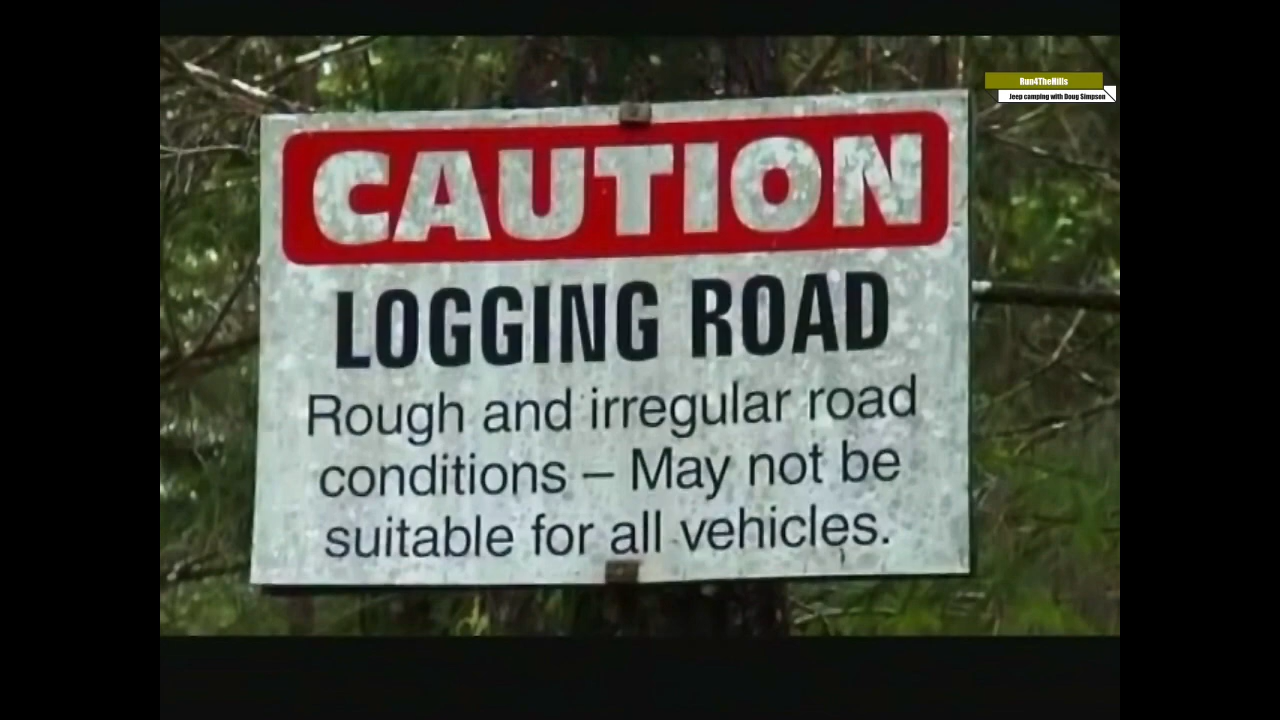 Run4TheHills
Jeep camping with Doug Simpson
CAUTION
LOGGING ROAD
Rough and irregular road
conditions – May not be
suitable for all vehicles.